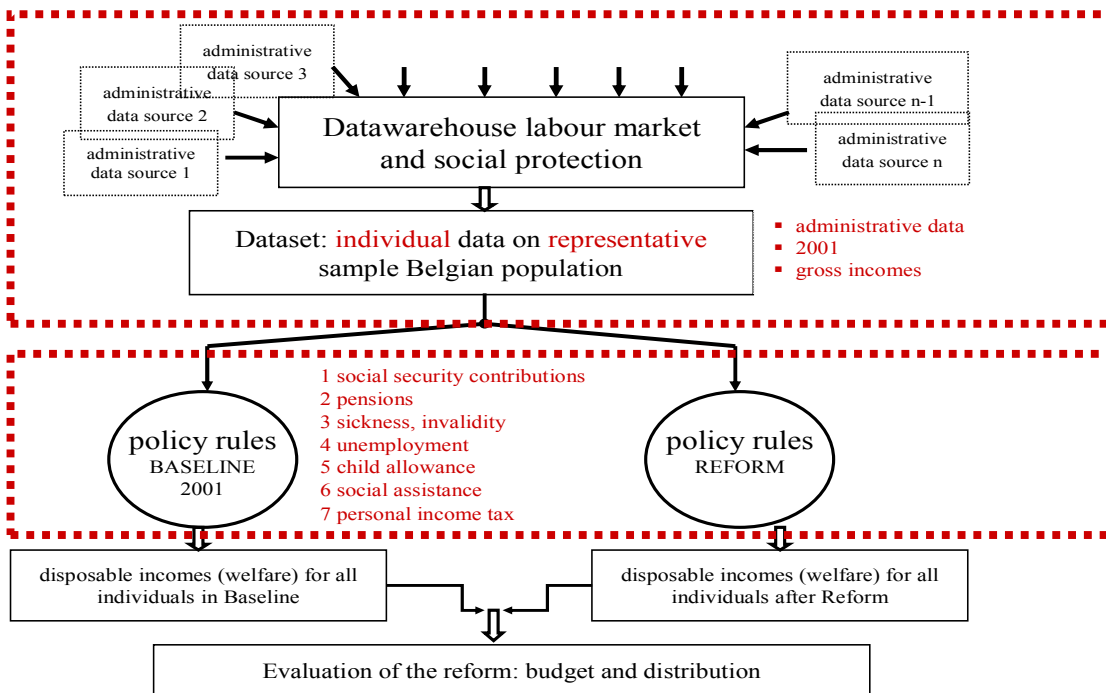 administrative
data source 3
administrative
data source 2
administrative
data source 1
administrative
data source n-1
administrative
data source n
Datawarehouse labour market
and social protection
Dataset: individual data on representative
sample Belgian population
administrative data
2001
gross incomes
policy rules
BASELINE
2001
1 social security contributions
2 pensions
3 sickness, invalidity
4 unemployment
5 child allowance
6 social assistance
7 personal income tax
policy rules
REFORM
disposable incomes (welfare) for all
individuals in Baseline
disposable incomes (welfare) for all
individuals after Reform
Evaluation of the reform: budget and distribution